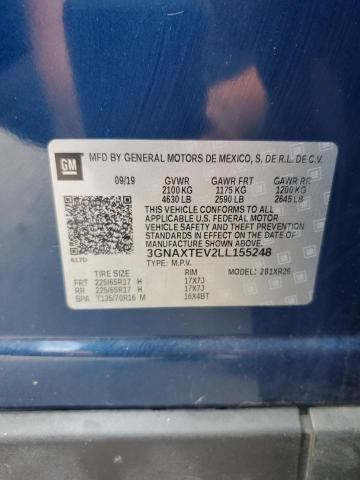 GM
MFD BY GENERAL MOTORS DE MEXICO, S. DE R.L. DE C.V.
09/19 GVWR GAWR FRT GAWR RR
2100 KG 1175 KG 1200 KG
4630 LB 2590 LB 2645 LB
THIS VEHICLE CONFORMS TO ALL
APPLICABLE U.S. FEDERAL MOTOR
VEHICLE SAFETY AND THEFT
PREVENTION STANDARDS IN EFFECT
ON THE DATE OF MANUFACTURE
SHOWN ABOVE.
617D 3GNAXTEV2LL155248
TYPE: M.P.V. MODEL: 281XR26
TIRE SIZE RIM
FRT 225/65R17 H 17X7J
RR 225/65R17 H 17X7J
SPA T135/70R16 M 16X4BT